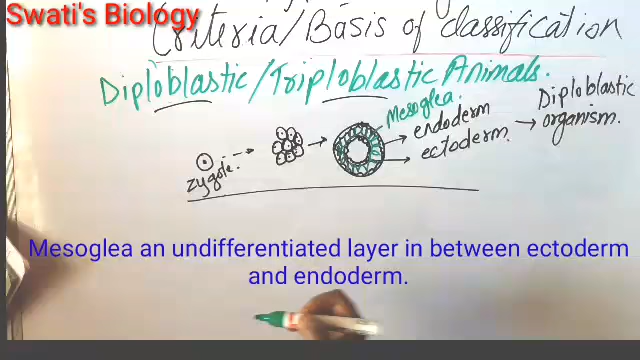 Swati's Biology
Criteria/Basis of classification
Diploblastic/Triploblastic Animals.
Mesoglea.
endoderm
ectoderm.
Diploblastic
organism.
zygote.
Mesoglea an undifferentiated layer in between ectoderm
and endoderm.